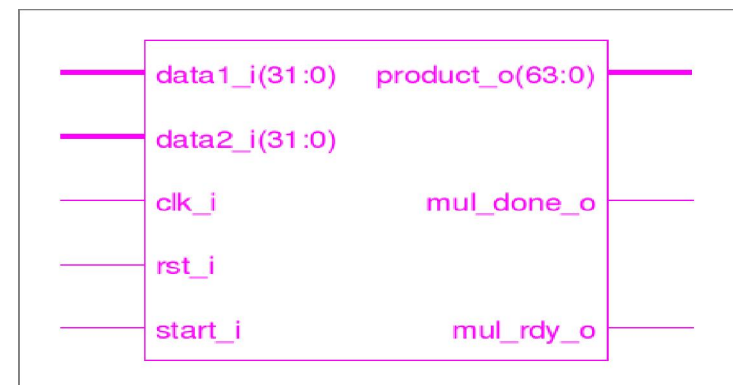 data1_i(31:0) product_o(63:0)
data2_i(31:0)
clk_i mul_done_o
rst_i
start_i mul_rdy_o